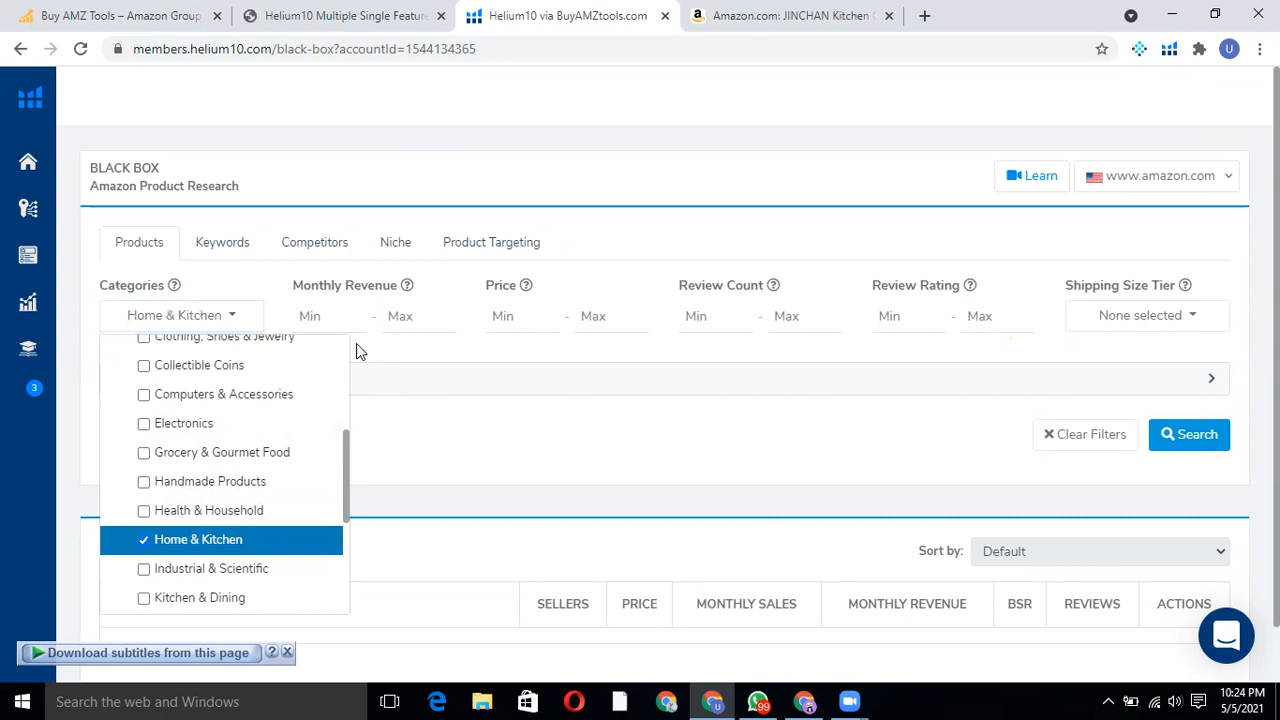 Buy AMZ Tools – Amazon Group
Helium10 Multiple Single Feature
Helium10 via BuyAMZtools.com
Amazon.com: JINCHAN Kitchen C
members.helium10.com/black-box?accountId=1544134365
U
BLACK BOX
Amazon Product Research
Learn
www.amazon.com
Products
Keywords
Competitors
Niche
Product Targeting
Categories
Monthly Revenue
Price
Review Count
Review Rating
Shipping Size Tier
Home & Kitchen
Min - Max
Min - Max
Min - Max
Min - Max
None selected
Clothing, Shoes & Jewelry
Collectible Coins
Computers & Accessories
Electronics
Grocery & Gourmet Food
Handmade Products
Health & Household
Home & Kitchen
Industrial & Scientific
Kitchen & Dining
3
Clear Filters
Search
Sort by:
Default
SELLERS
PRICE
MONTHLY SALES
MONTHLY REVENUE
BSR
REVIEWS
ACTIONS
Download subtitles from this page
Search the web and Windows
99
10:24 PM
5/5/2021